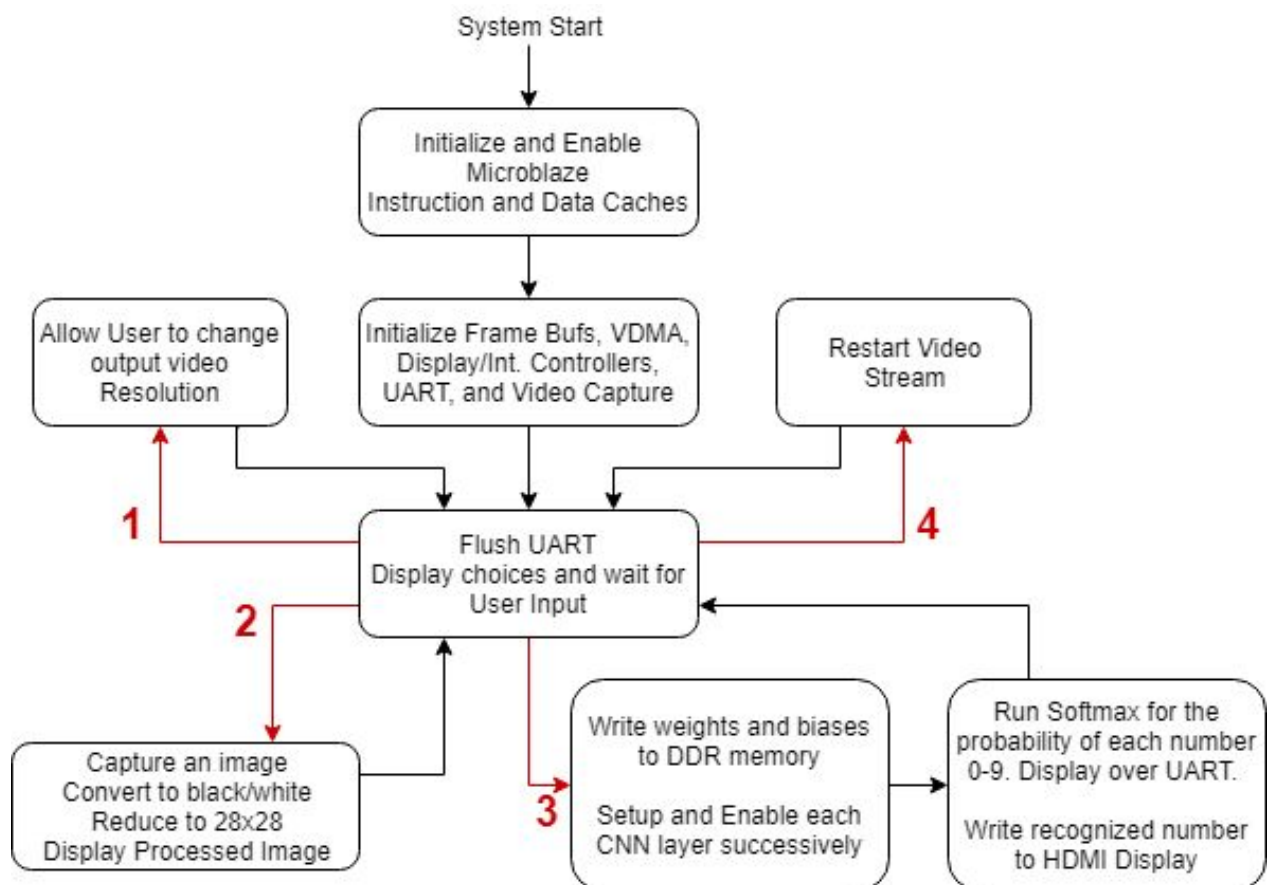 System Start
Initialize and Enable
Microblaze
Instruction and Data Caches
Allow User to change
output video
Resolution
Initialize Frame Bufs, VDMA,
Display/Int. Controllers,
UART, and Video Capture
Restart Video
Stream
1
4
Flush UART
Display choices and wait for
User Input
2
3
Capture an image
Convert to black/white
Reduce to 28x28
Display Processed Image
Write weights and biases
to DDR memory
Setup and Enable each
CNN layer successively
Run Softmax for the
probability of each number
0-9. Display over UART.
Write recognized number
to HDMI Display